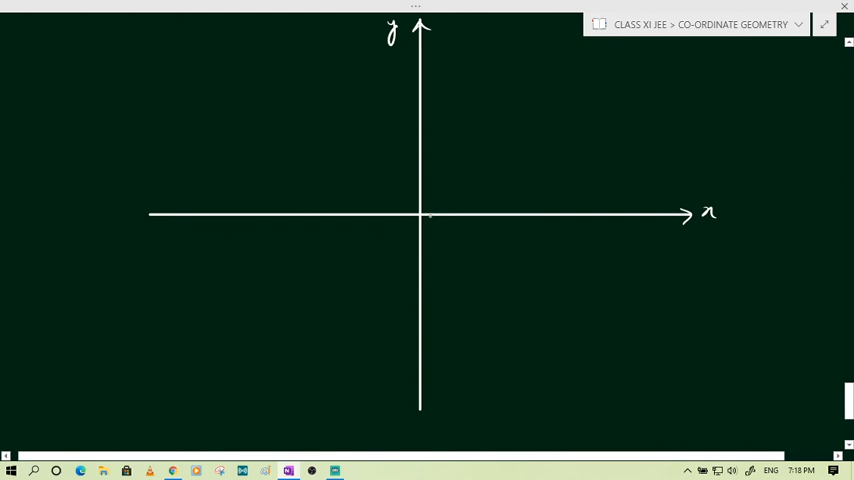 ...
CLASS XI JEE > CO-ORDINATE GEOMETRY
y
x
ENG 7:18 PM